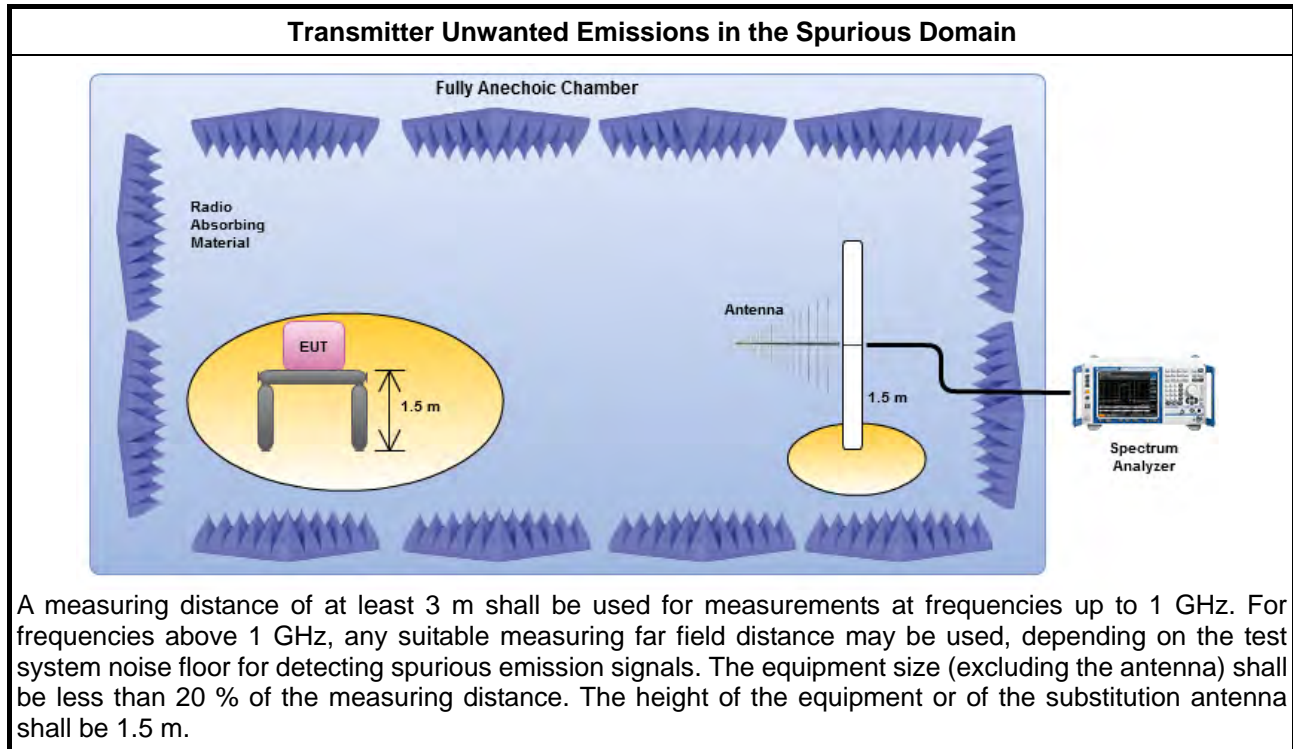 Transmitter Unwanted Emissions in the Spurious Domain
Fully Anechoic Chamber
Radio
Absorbing
Material
Antenna
EUT
1.5 m
1.5 m
Spectrum
Analyzer
A measuring distance of at least 3 m shall be used for measurements at frequencies up to 1 GHz. For
frequencies above 1 GHz, any suitable measuring far field distance may be used, depending on the test
system noise floor for detecting spurious emission signals. The equipment size (excluding the antenna) shall
be less than 20 % of the measuring distance. The height of the equipment or of the substitution antenna
shall be 1.5 m.